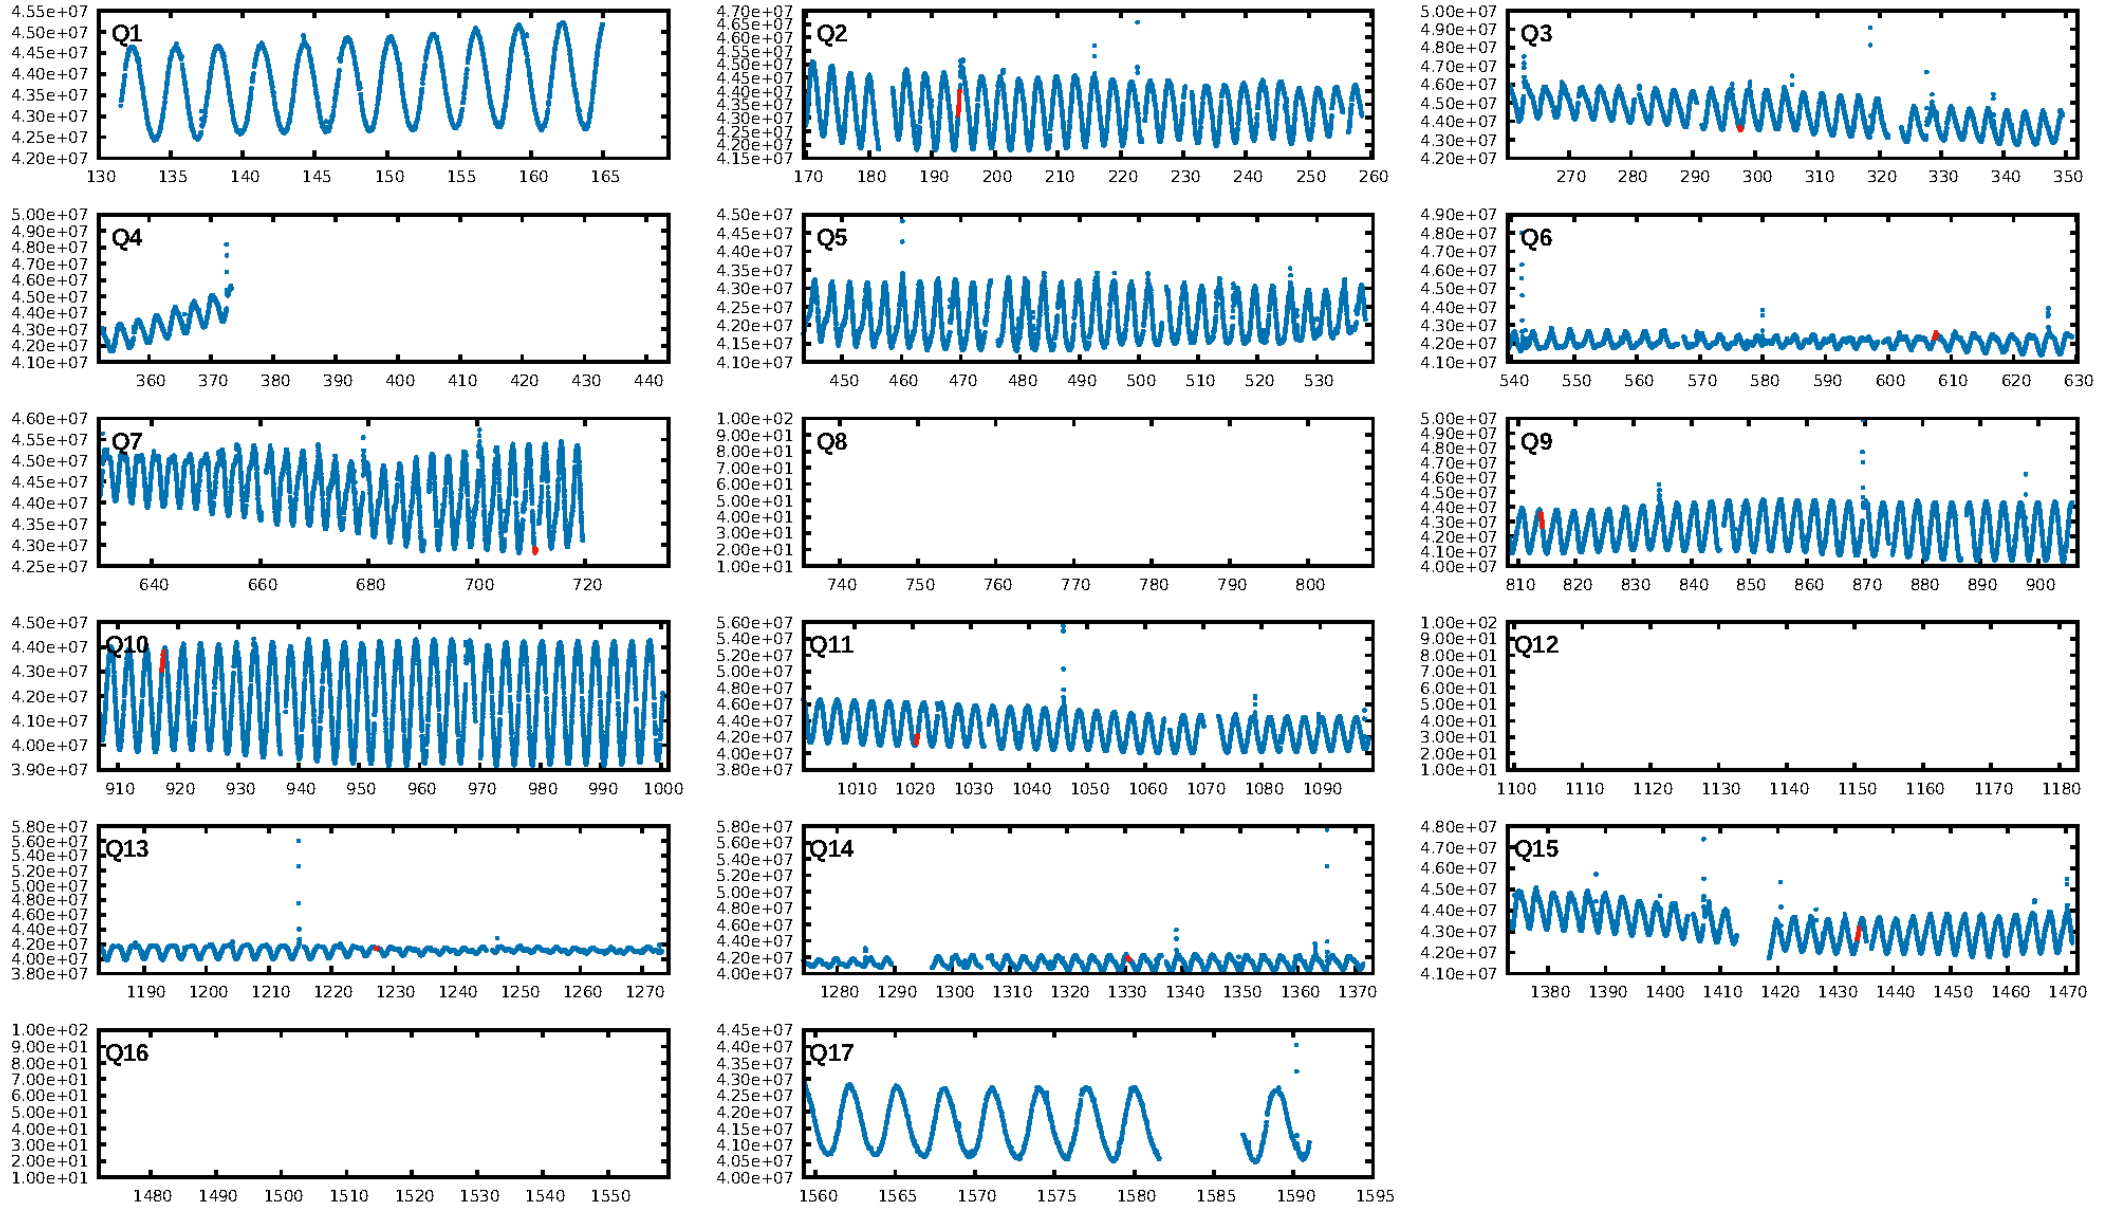 4.55e+07 4.50e+07 4.45e+07 4.40e+07 4.35e+07 4.30e+07 4.25e+07 4.20e+07
Q1
130 135 140 145 150 155 160 165
4.70e+07 4.65e+07 4.60e+07 4.55e+07 4.50e+07 4.45e+07 4.40e+07 4.35e+07 4.30e+07 4.25e+07 4.20e+07 4.15e+07
Q2
170 180 190 200 210 220 230 240 250 260
5.00e+07 4.90e+07 4.80e+07 4.70e+07 4.60e+07 4.50e+07 4.40e+07 4.30e+07 4.20e+07
Q3
270 280 290 300 310 320 330 340 350
5.00e+07 4.90e+07 4.80e+07 4.70e+07 4.60e+07 4.50e+07 4.40e+07 4.30e+07 4.20e+07 4.10e+07
Q4
360 370 380 390 400 410 420 430 440
4.50e+07 4.45e+07 4.40e+07 4.35e+07 4.30e+07 4.25e+07 4.20e+07 4.15e+07 4.10e+07
Q5
450 460 470 480 490 500 510 520 530
4.90e+07 4.80e+07 4.70e+07 4.60e+07 4.50e+07 4.40e+07 4.30e+07 4.20e+07 4.10e+07
Q6
540 550 560 570 580 590 600 610 620 630
4.60e+07 4.55e+07 4.50e+07 4.45e+07 4.40e+07 4.35e+07 4.30e+07 4.25e+07
Q7
640 660 680 700 720
1.00e+02 9.00e+01 8.00e+01 7.00e+01 6.00e+01 5.00e+01 4.00e+01 3.00e+01 2.00e+01 1.00e+01
Q8
740 750 760 770 780 790 800
5.00e+07 4.90e+07 4.80e+07 4.70e+07 4.60e+07 4.50e+07 4.40e+07 4.30e+07 4.20e+07 4.10e+07 4.00e+07
Q9
810 820 830 840 850 860 870 880 890 900
4.50e+07 4.40e+07 4.30e+07 4.20e+07 4.10e+07 4.00e+07 3.90e+07
Q10
910 920 930 940 950 960 970 980 990 1000
5.60e+07 5.40e+07 5.20e+07 5.00e+07 4.80e+07 4.60e+07 4.40e+07 4.20e+07 4.00e+07 3.80e+07
Q11
1010 1020 1030 1040 1050 1060 1070 1080 1090
1.00e+02 9.00e+01 8.00e+01 7.00e+01 6.00e+01 5.00e+01 4.00e+01 3.00e+01 2.00e+01 1.00e+01
Q12
1100 1110 1120 1130 1140 1150 1160 1170 1180
5.80e+07 5.60e+07 5.40e+07 5.20e+07 5.00e+07 4.80e+07 4.60e+07 4.40e+07 4.20e+07 4.00e+07 3.80e+07
Q13
1190 1200 1210 1220 1230 1240 1250 1260 1270
5.80e+07 5.60e+07 5.40e+07 5.20e+07 5.00e+07 4.80e+07 4.60e+07 4.40e+07 4.20e+07 4.00e+07
Q14
1280 1290 1300 1310 1320 1330 1340 1350 1360 1370
4.80e+07 4.70e+07 4.60e+07 4.50e+07 4.40e+07 4.30e+07 4.20e+07 4.10e+07
Q15
1380 1390 1400 1410 1420 1430 1440 1450 1460 1470
1.00e+02 9.00e+01 8.00e+01 7.00e+01 6.00e+01 5.00e+01 4.00e+01 3.00e+01 2.00e+01 1.00e+01
Q16
1480 1490 1500 1510 1520 1530 1540 1550
4.45e+07 4.40e+07 4.35e+07 4.30e+07 4.25e+07 4.20e+07 4.15e+07 4.10e+07 4.05e+07 4.00e+07
Q17
1560 1565 1570 1575 1580 1585 1590 1595